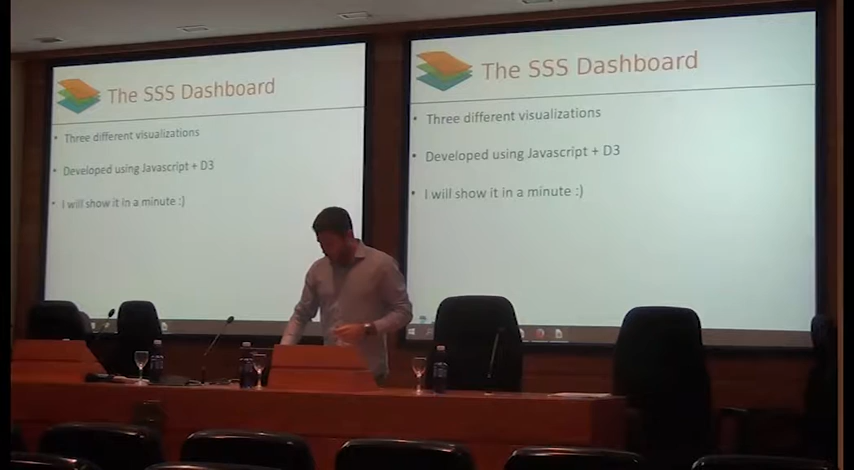 The SSS Dashboard
• Three different visualizations
• Developed using Javascript + D3
• I will show it in a minute :)
The SSS Dashboard
• Three different visualizations
• Developed using Javascript + D3
• I will show it in a minute :)